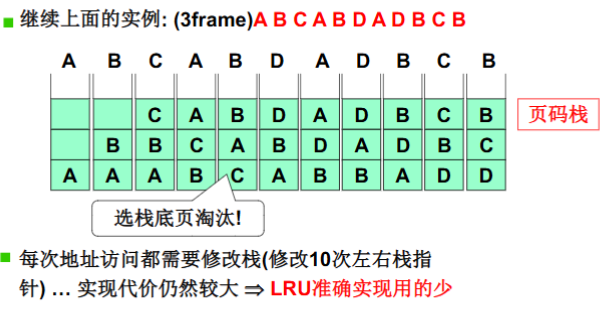 继续上面的实例: (3frame)A B C A B D A D B C B
A B C A B D A D B C B
C A B D A D B C B
页码栈
B B C A B D A D B C
A A A B C A B B A D D
选栈底页淘汰!
每次地址访问都需要修改栈(修改10次左右栈指
针) … 实现代价仍然较大 ⇒ LRU准确实现用的少